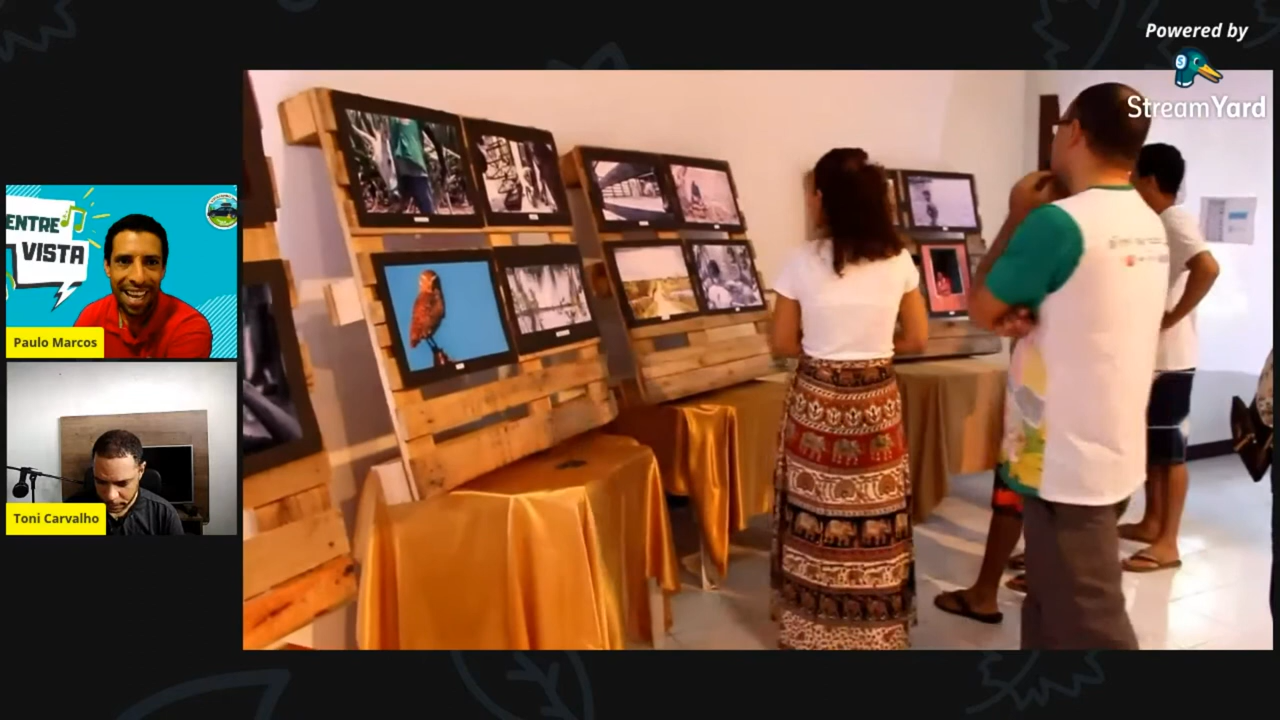 Powered by
StreamYard
ENTRE
VISTA
Paulo Marcos
Toni Carvalho